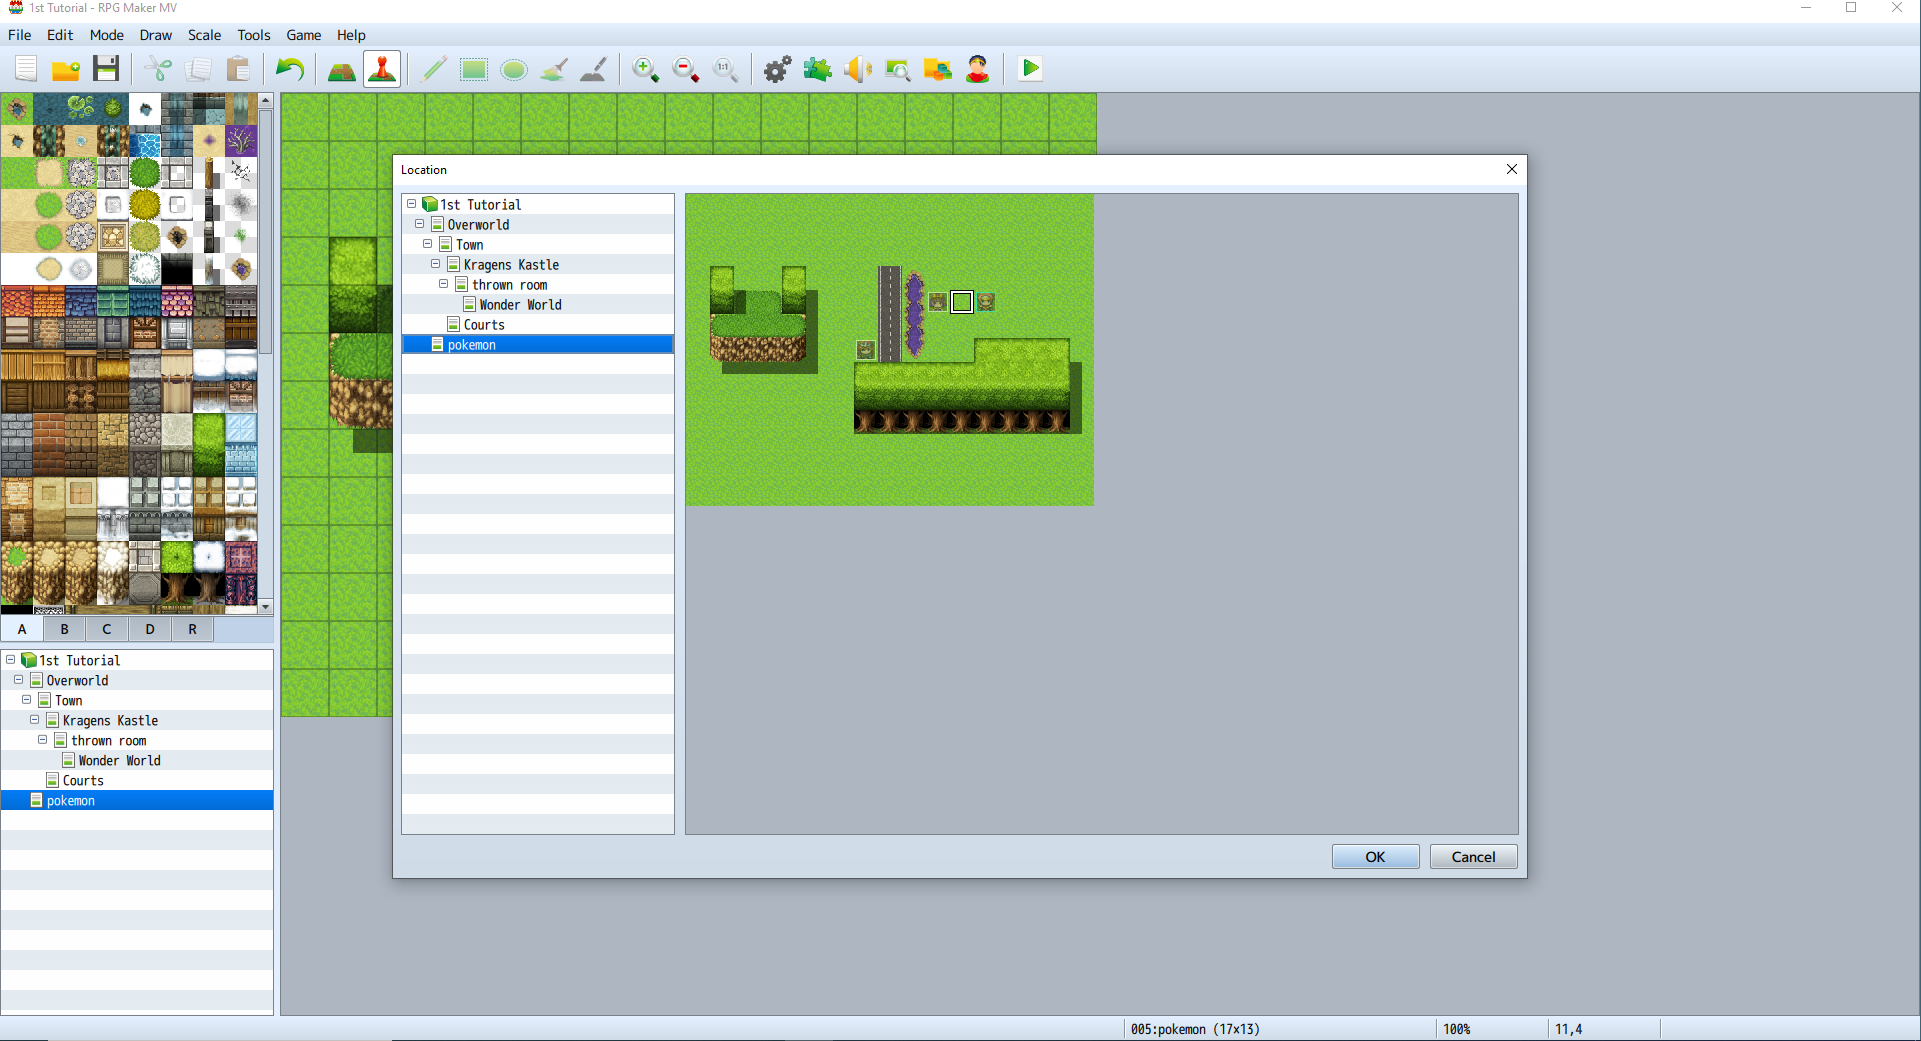 1st Tutorial - RPG Maker MV
File Edit Mode Draw Scale Tools Game Help
1:1
Location
1st Tutorial
Overworld
Town
Kragens Kastle
thrown room
Wonder World
Courts
pokemon
OK Cancel
A B C D R
1st Tutorial
Overworld
Town
Kragens Kastle
thrown room
Wonder World
Courts
pokemon
005:pokemon (17x13) 100% 11,4